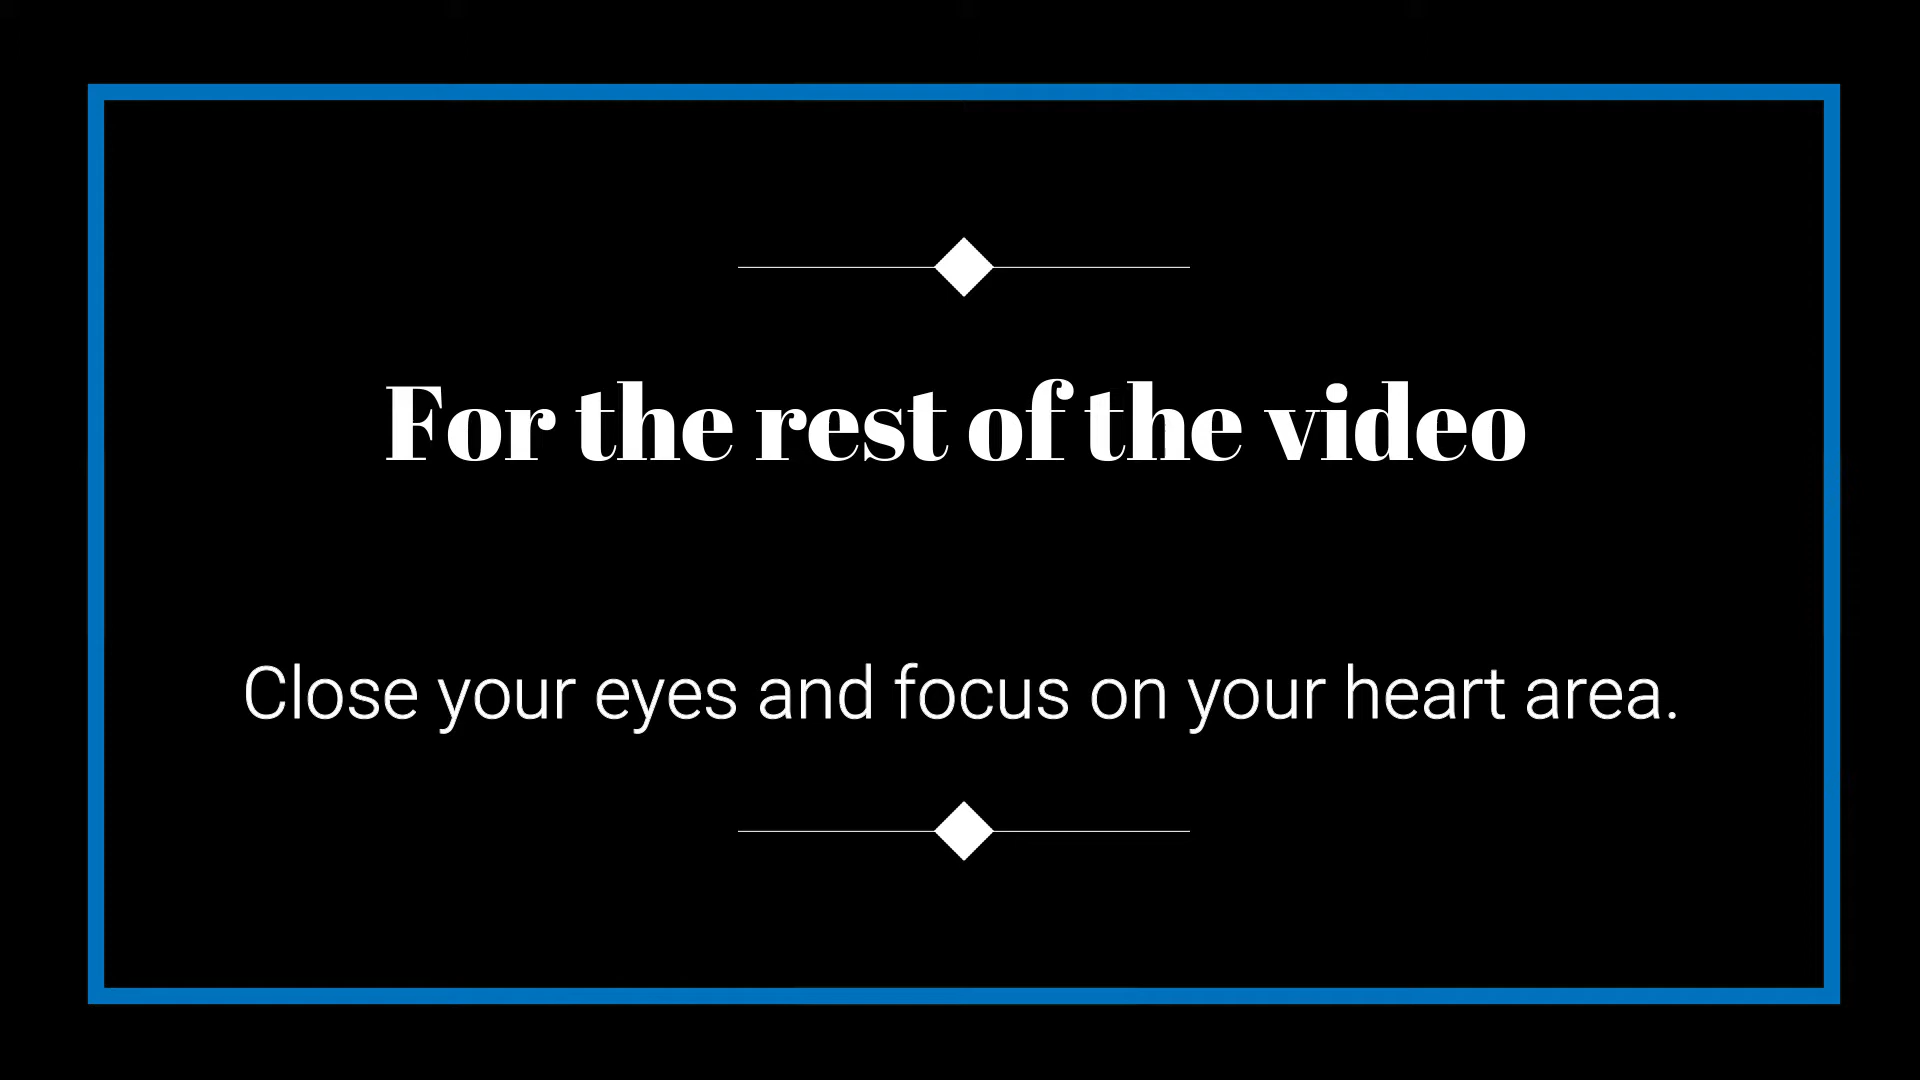 For the rest of the video
Close your eyes and focus on your heart area.